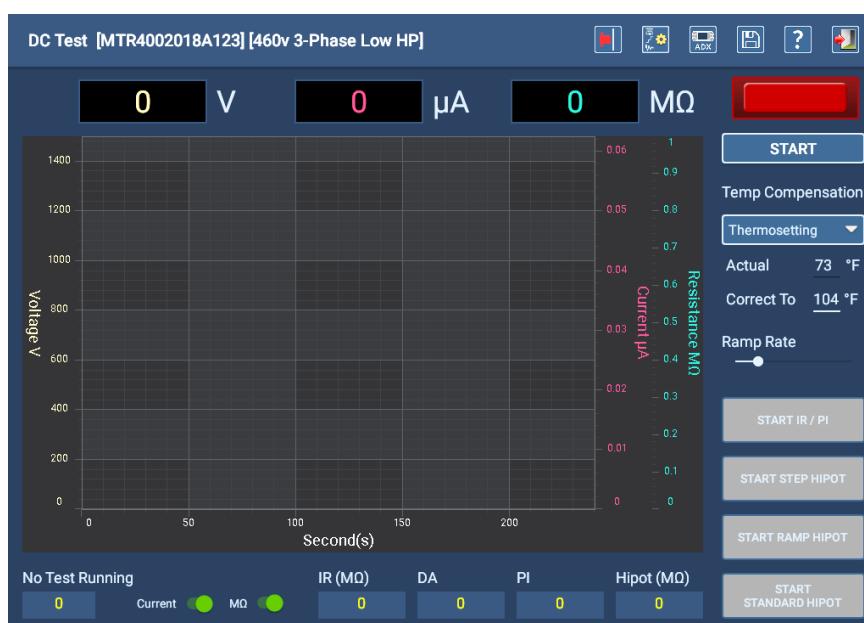 DC Test [MTR4002018A123] [460v 3-Phase Low HP]
ADX
?
0 V 0 µA 0 MΩ
START
Temp Compensation
Thermosetting
Actual 73 °F
Correct To 104 °F
Ramp Rate
START IR / PI
START STEP HIPOT
START RAMP HIPOT
START
STANDARD HIPOT
Voltage V
1400
1200
1000
800
600
400
200
0
0 50 100 150 200
Second(s)
Current µA
0.06
0.05
0.04
0.03
0.02
0.01
0
Resistance MΩ
1
0.9
0.8
0.7
0.6
0.5
0.4
0.3
0.2
0.1
0
No Test Running IR (MΩ) DA PI Hipot (MΩ)
0 Current MΩ 0 0 0 0